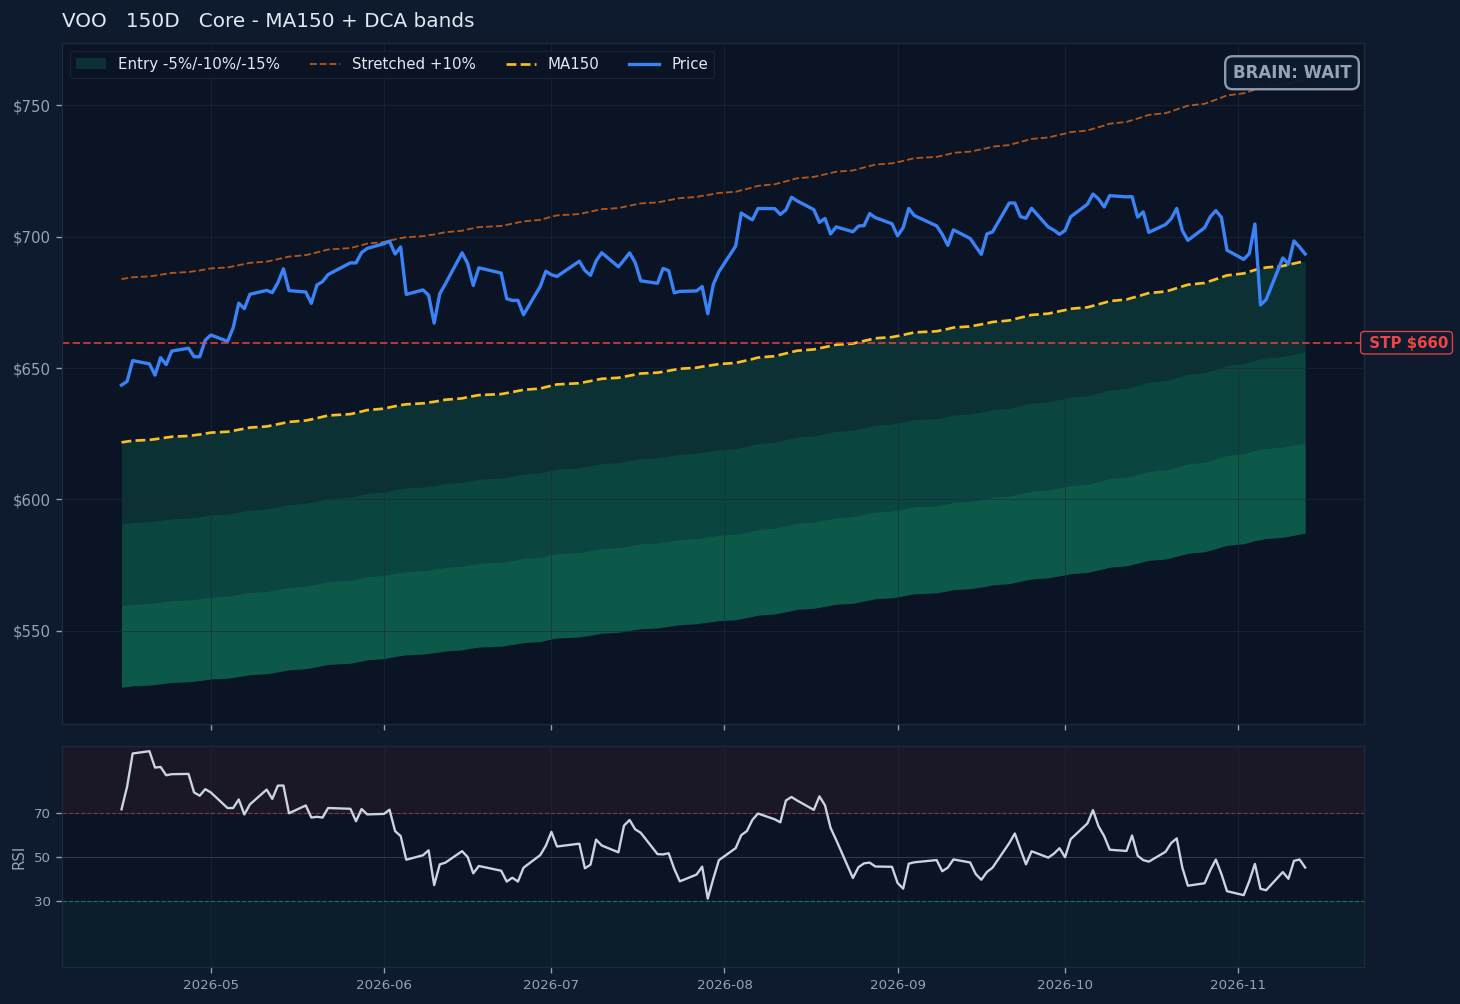 VOO 150D Core - MA150 + DCA bands
Entry -5%/-10%/-15% Stretched +10% MA150 Price
BRAIN: WAIT
$750
$700
STP $660
$650
$600
$550
70
50
30
RSI
2026-05 2026-06 2026-07 2026-08 2026-09 2026-10 2026-11